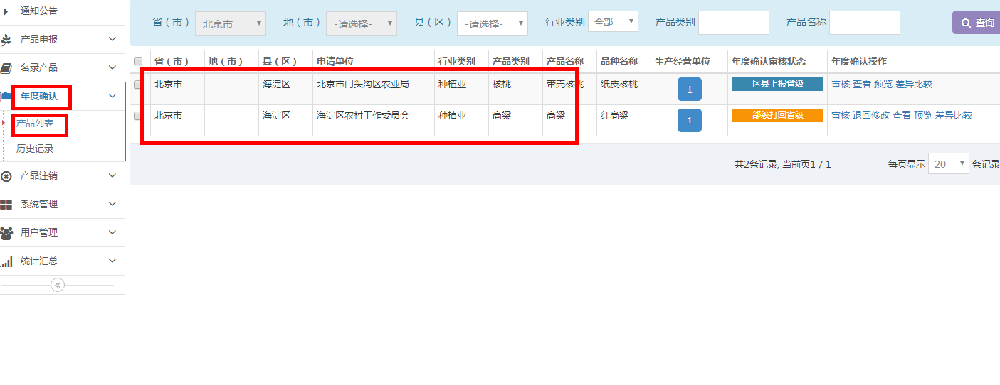 通知公告
产品申报
名录产品
年度确认
产品列表
历史记录
产品注销
系统管理
用户管理
统计汇总
省（市） 北京市 地（市） -请选择- 县（区） -请选择- 行业类别 全部 产品类别 产品名称 查询
省（市） 地（市） 县（区） 申请单位 行业类别 产品类别 产品名称 品种名称 生产经营单位 年度确认审核状态 年度确认操作
北京市 海淀区 北京市门头沟区农业局 种植业 核桃 带壳核桃 纸皮核桃 1 区县上报省级 审核 查看 预览 差异比较
北京市 海淀区 海淀区农村工作委员会 种植业 高粱 高粱 红高粱 1 部级打回省级 审核 退回修改 查看 预览 差异比较
共2条记录, 当前页1 / 1 每页显示 20 条记录